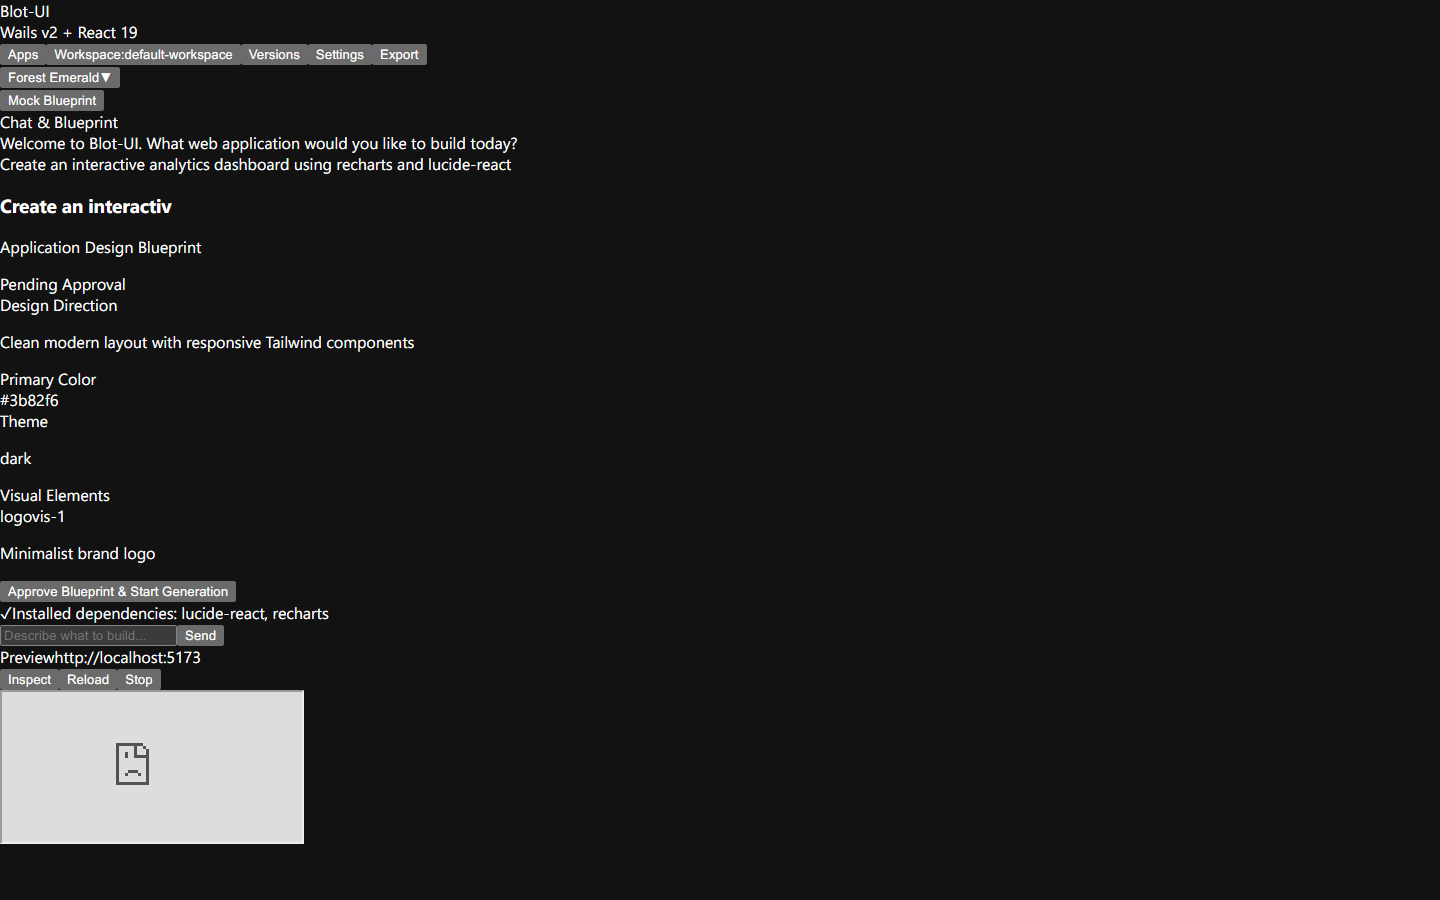 Blot-UI
Wails v2 + React 19
Apps Workspace:default-workspace Versions Settings Export
Forest Emerald▼
Mock Blueprint
Chat & Blueprint
Welcome to Blot-UI. What web application would you like to build today?
Create an interactive analytics dashboard using recharts and lucide-react
Create an interactiv
Application Design Blueprint
Pending Approval
Design Direction
Clean modern layout with responsive Tailwind components
Primary Color
#3b82f6
Theme
dark
Visual Elements
logovis-1
Minimalist brand logo
Approve Blueprint & Start Generation
✓Installed dependencies: lucide-react, recharts
Describe what to build... Send
Previewhttp://localhost:5173
Inspect Reload Stop